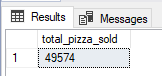 Results Messages
total_pizza_sold
1 49574